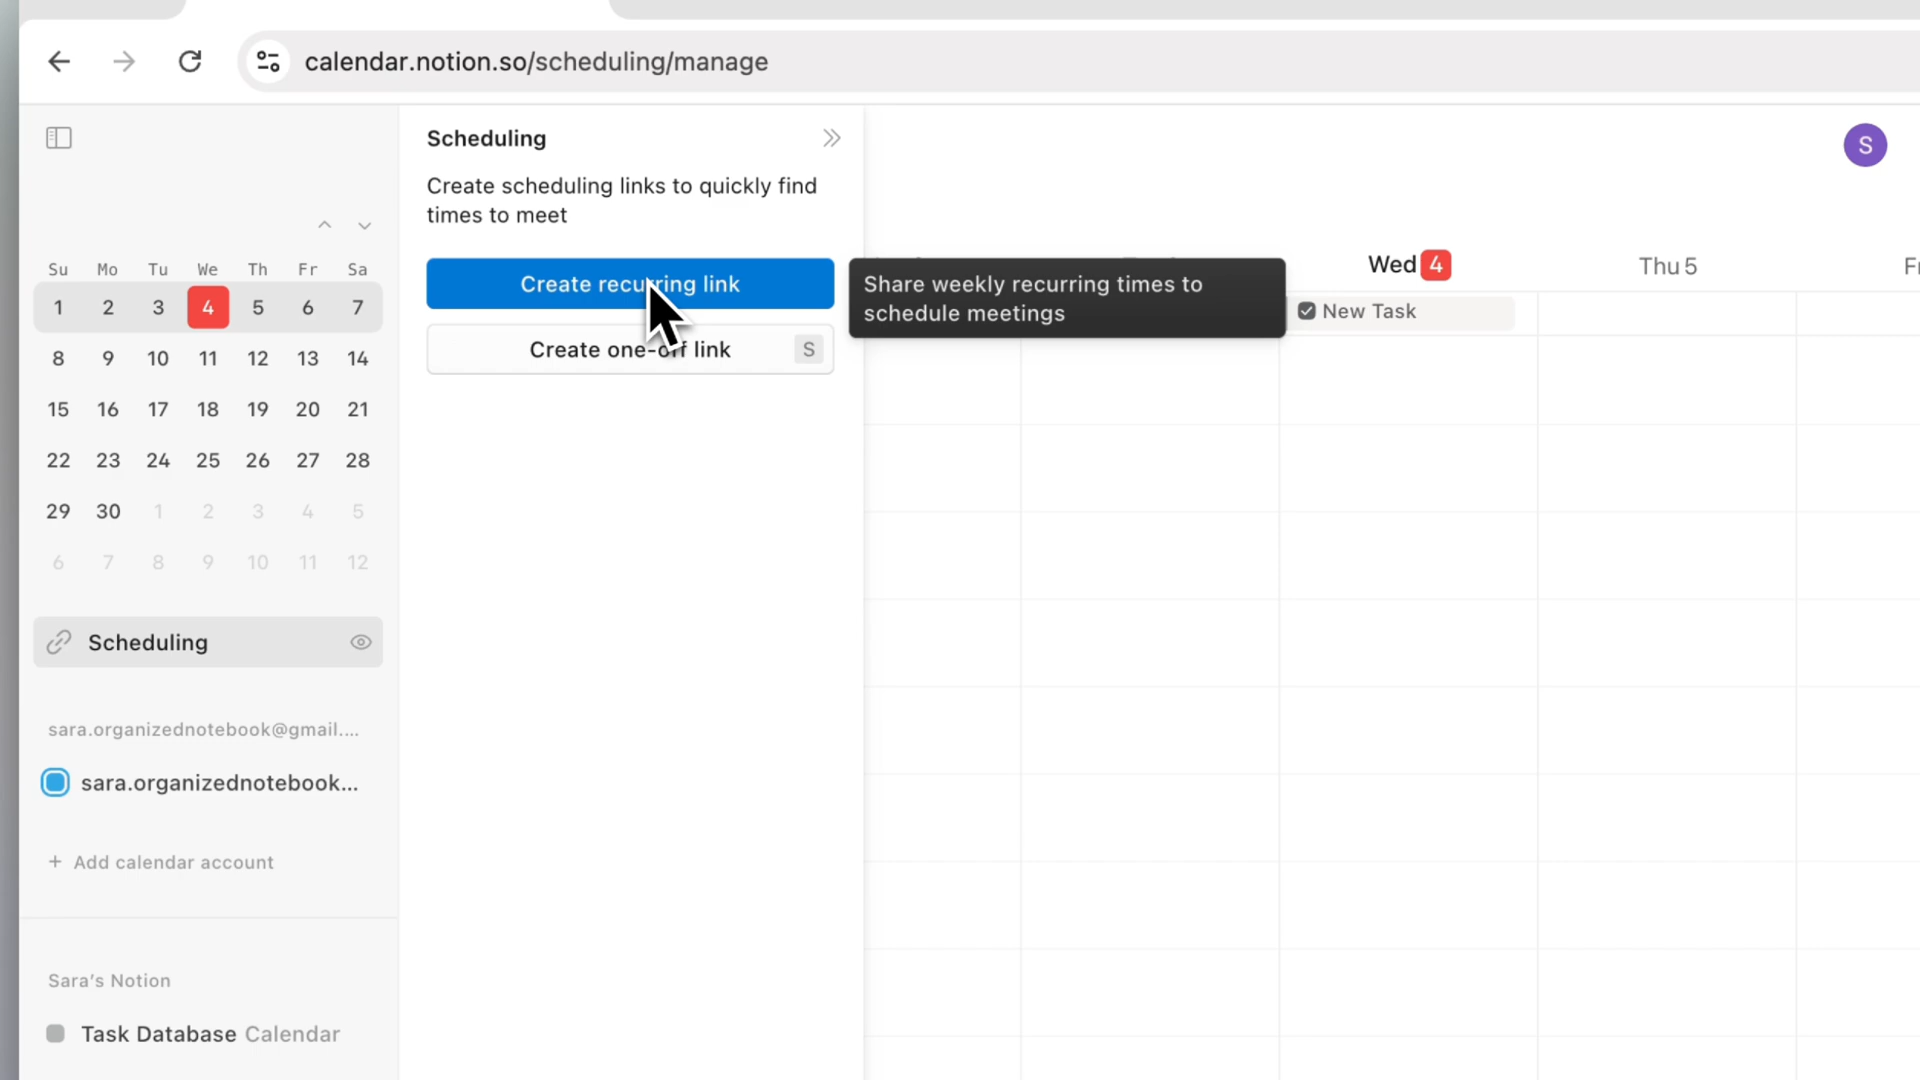 calendar.notion.so/scheduling/manage
Scheduling
Create scheduling links to quickly find
times to meet
S
Su Mo Tu We Th Fr Sa
1 2 3 4 5 6 7
8 9 10 11 12 13 14
15 16 17 18 19 20 21
22 23 24 25 26 27 28
29 30 1 2 3 4 5
6 7 8 9 10 11 12
Create recurring link
Create one-off link S
Share weekly recurring times to
schedule meetings
Wed 4
Thu 5
Fr
New Task
Scheduling
sara.organizednotebook@gmail....
sara.organizednotebook...
+ Add calendar account
Sara's Notion
Task Database Calendar